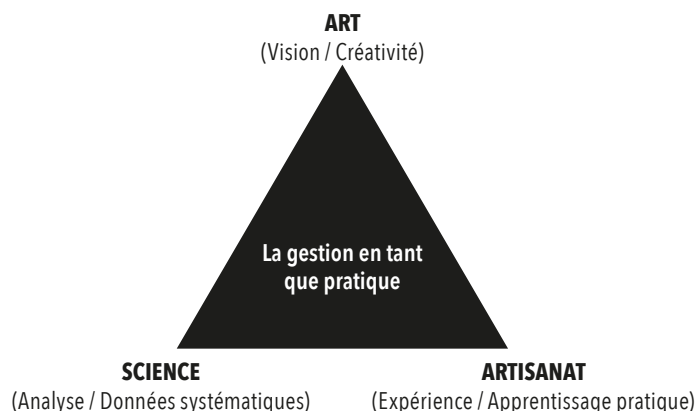 ART
(Vision / Créativité)
La gestion en tant
que pratique
SCIENCE
(Analyse / Données systématiques)
ARTISANAT
(Expérience / Apprentissage pratique)